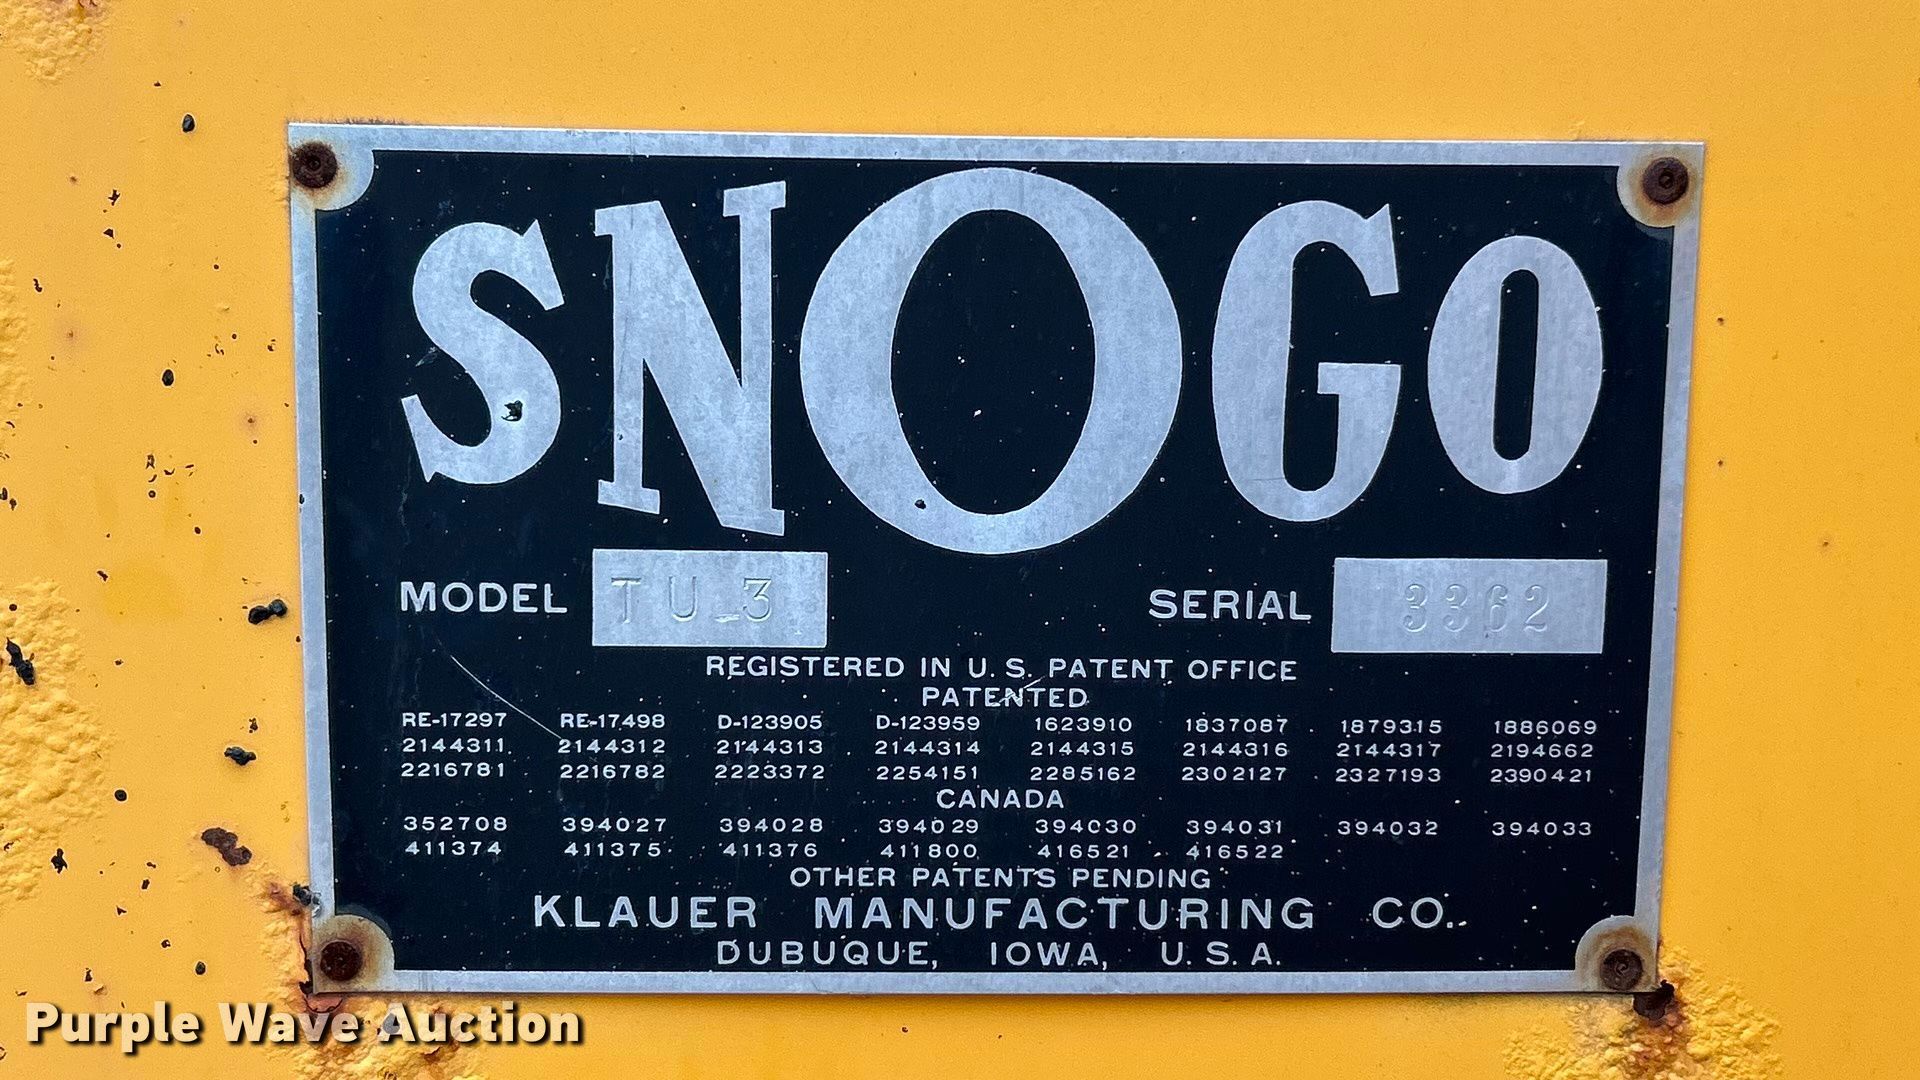 SNOGO
MODEL TU-3 SERIAL 3362
REGISTERED IN U. S. PATENT OFFICE
PATENTED
RE-17297 RE-17498 D-123905 D-123959 1623910 1837087 1879315 1886069
2144311 2144312 2144313 2144314 2144315 2144316 2144317 2194662
2216781 2216782 2223372 2254151 2285162 2302127 2327193 2390421
CANADA
352708 394027 394028 394029 394030 394031 394032 394033
411374 411375 411376 411800 416521 416522
OTHER PATENTS PENDING
KLAUER MANUFACTURING CO.
DUBUQUE, IOWA, U. S. A.
Purple Wave Auction